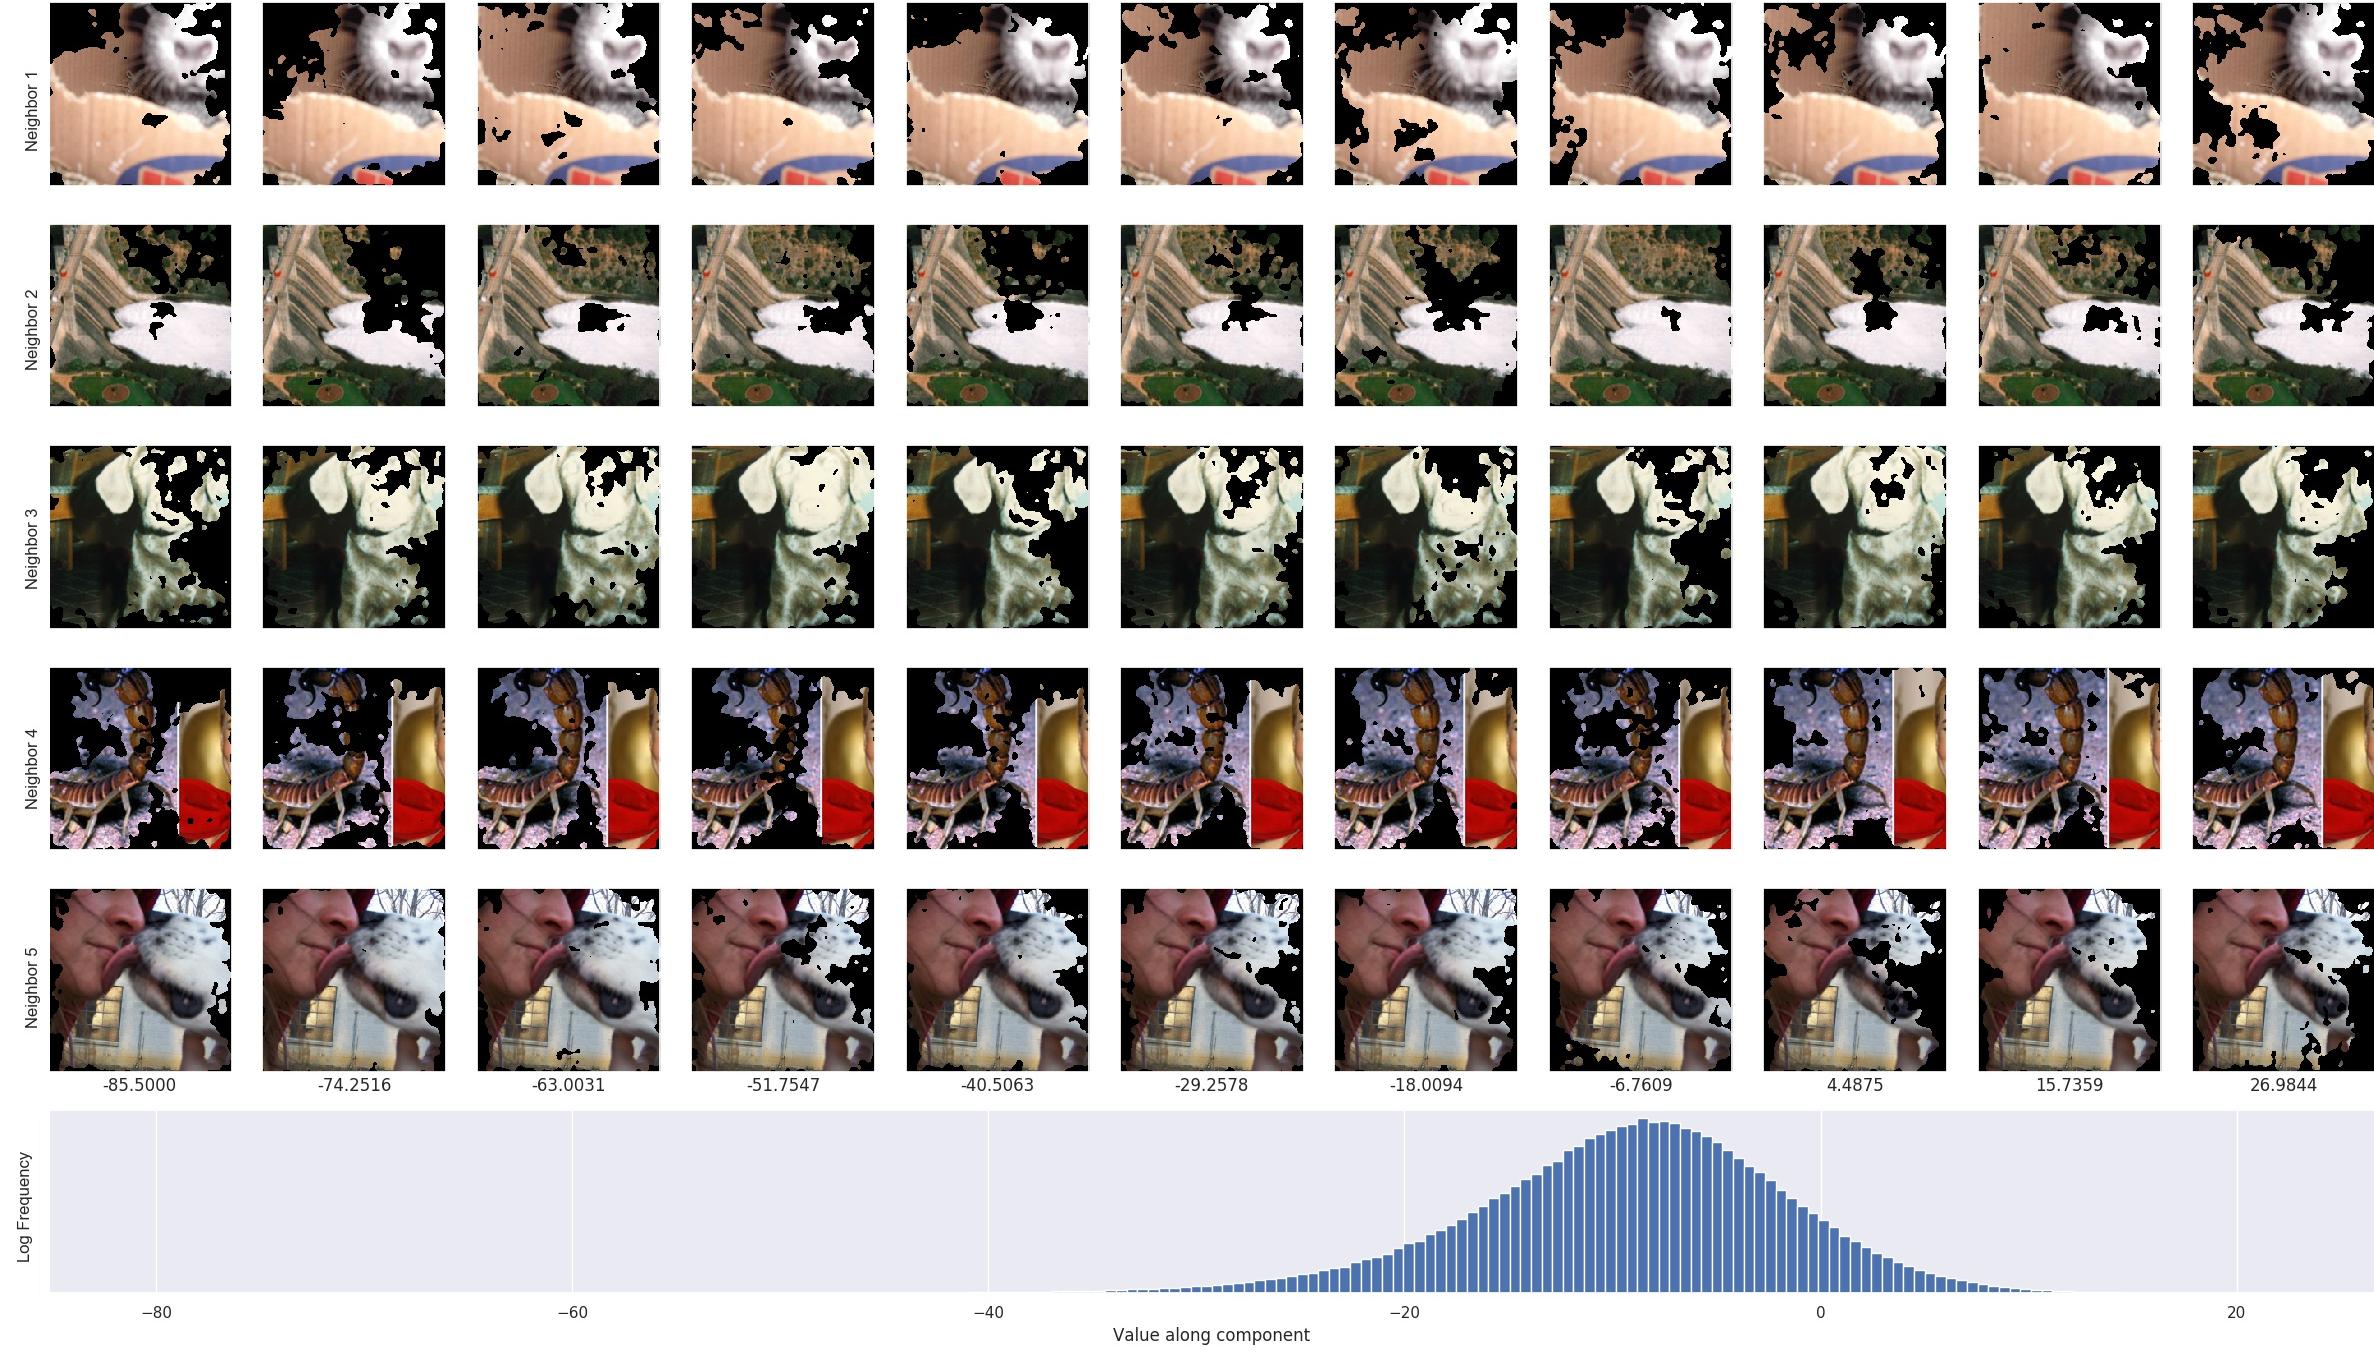 Neighbor 1
Neighbor 2
Neighbor 3
Neighbor 4
Neighbor 5
-85.5000 -74.2516 -63.0031 -51.7547 -40.5063 -29.2578 -18.0094 -6.7609 4.4875 15.7359 26.9844
Log Frequency
−80 −60 −40 −20 0 20
Value along component